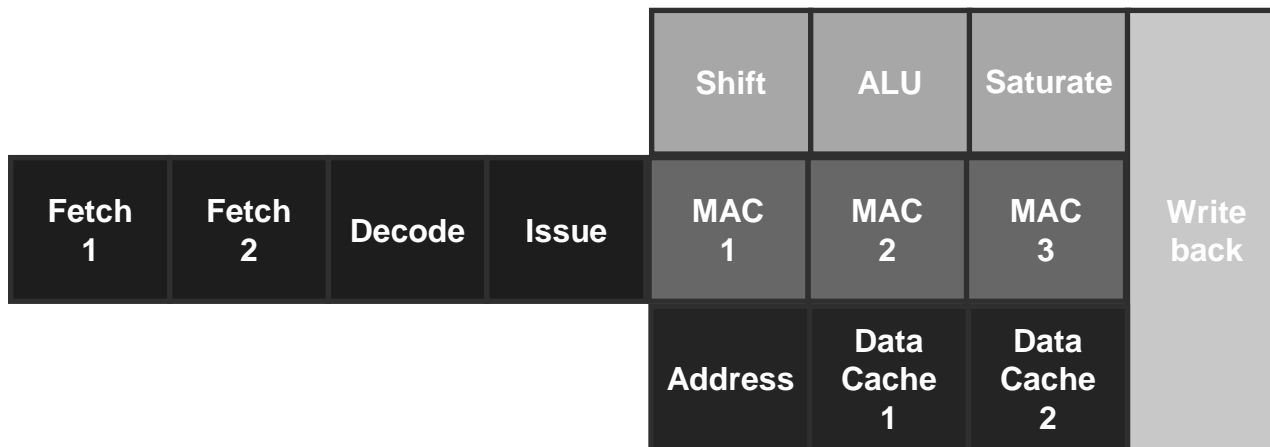 Shift
ALU
Saturate
Fetch
1
Fetch
2
Decode
Issue
MAC
1
MAC
2
MAC
3
Write
back
Address
Data
Cache
1
Data
Cache
2